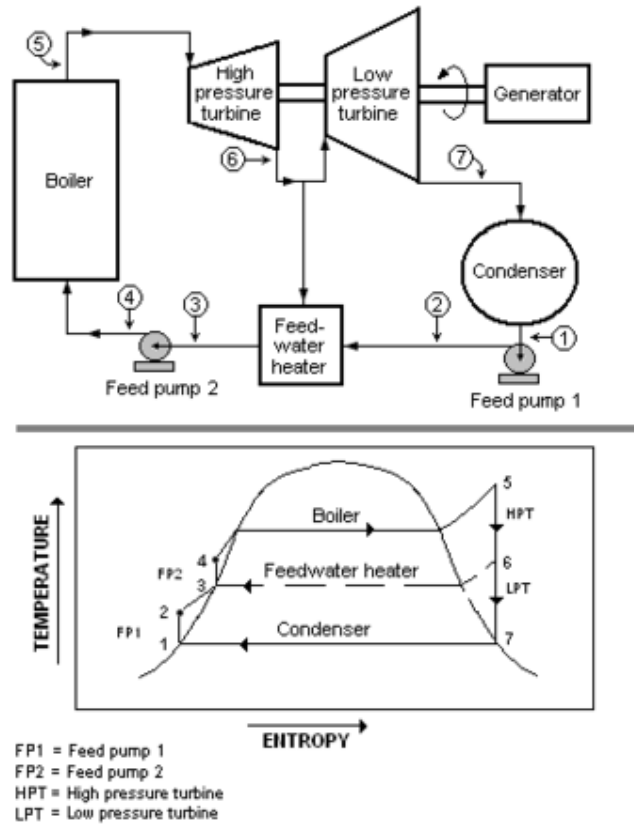 5
High
pressure
turbine
Low
pressure
turbine
Generator
6
7
Boiler
Condenser
4
3
2
1
Feed-
water
heater
Feed pump 2
Feed pump 1
TEMPERATURE
5
Boiler
HPT
4
FP2
3
Feedwater heater
6
LPT
2
FP1
1
Condenser
7
ENTROPY
FP1 = Feed pump 1
FP2 = Feed pump 2
HPT = High pressure turbine
LPT = Low pressure turbine